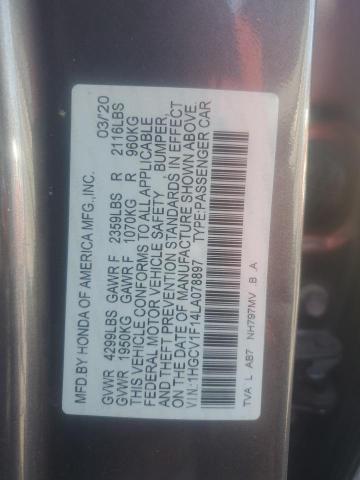 MFD.BY HONDA OF AMERICA MFG.,INC. 03/20
GVWR 4299LBS GAWR F 2359LBS R 2116LBS
GVWR 1950KG GAWR F 1070KG R 960KG
THIS VEHICLE CONFORMS TO ALL APPLICABLE
FEDERAL MOTOR VEHICLE SAFETY BUMPER,
AND THEFT PREVENTION STANDARDS IN EFFECT
ON THE DATE OF MANUFACTURE SHOWN ABOVE.
VIN:1HGCV1F14LA078897 TYPE:PASSENGER CAR
TVA L AB7 NH797MV B A